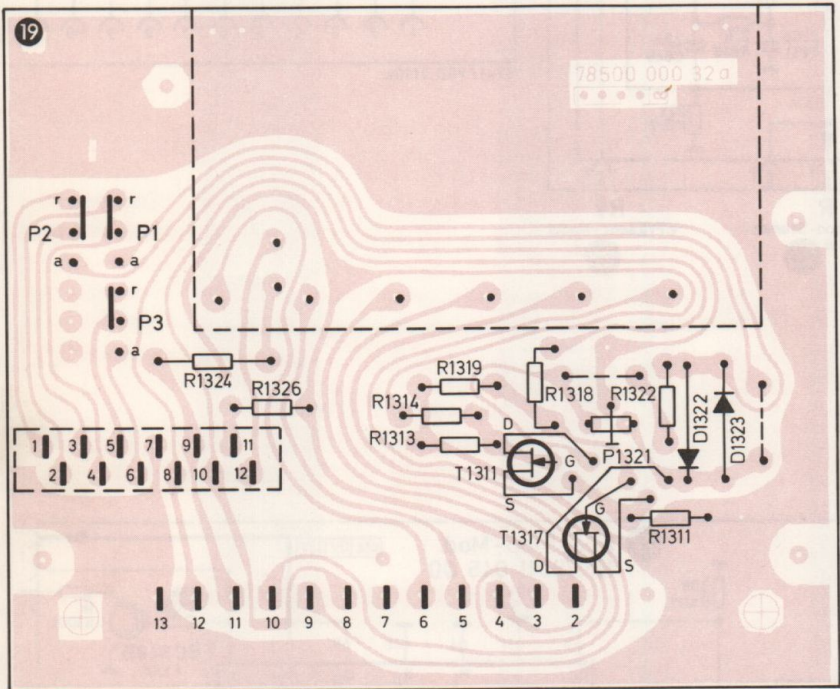 19
78500 000 32a
r r
P2 P1
a a
r
P3
a
R1324
R1326
R1319
R1314
R1313
R1318
R1322
D1322
D1323
P1321
D
G
T1311
S
T1317
G
D
S
R1311
1 3 5 7 9 11
2 4 6 8 10 12
13 12 11 10 9 8 7 6 5 4 3 2